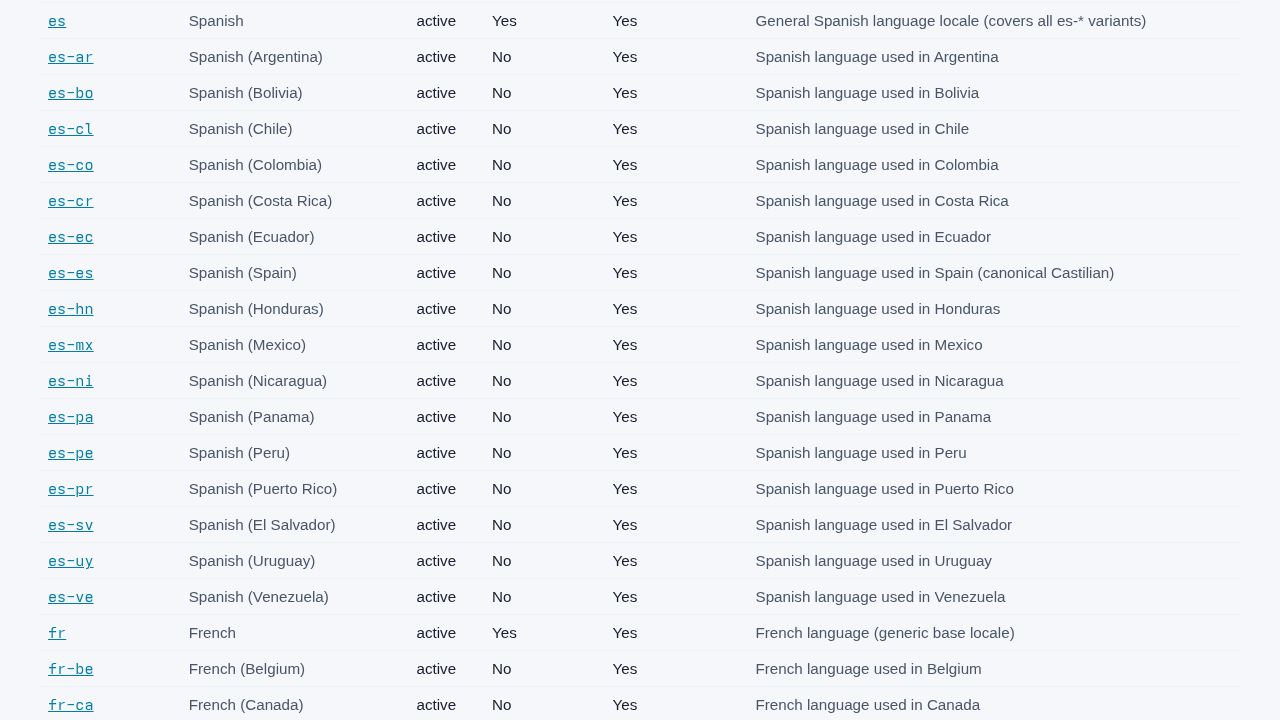 es Spanish active Yes Yes General Spanish language locale (covers all es-* variants)
es-ar Spanish (Argentina) active No Yes Spanish language used in Argentina
es-bo Spanish (Bolivia) active No Yes Spanish language used in Bolivia
es-cl Spanish (Chile) active No Yes Spanish language used in Chile
es-co Spanish (Colombia) active No Yes Spanish language used in Colombia
es-cr Spanish (Costa Rica) active No Yes Spanish language used in Costa Rica
es-ec Spanish (Ecuador) active No Yes Spanish language used in Ecuador
es-es Spanish (Spain) active No Yes Spanish language used in Spain (canonical Castilian)
es-hn Spanish (Honduras) active No Yes Spanish language used in Honduras
es-mx Spanish (Mexico) active No Yes Spanish language used in Mexico
es-ni Spanish (Nicaragua) active No Yes Spanish language used in Nicaragua
es-pa Spanish (Panama) active No Yes Spanish language used in Panama
es-pe Spanish (Peru) active No Yes Spanish language used in Peru
es-pr Spanish (Puerto Rico) active No Yes Spanish language used in Puerto Rico
es-sv Spanish (El Salvador) active No Yes Spanish language used in El Salvador
es-uy Spanish (Uruguay) active No Yes Spanish language used in Uruguay
es-ve Spanish (Venezuela) active No Yes Spanish language used in Venezuela
fr French active Yes Yes French language (generic base locale)
fr-be French (Belgium) active No Yes French language used in Belgium
fr-ca French (Canada) active No Yes French language used in Canada